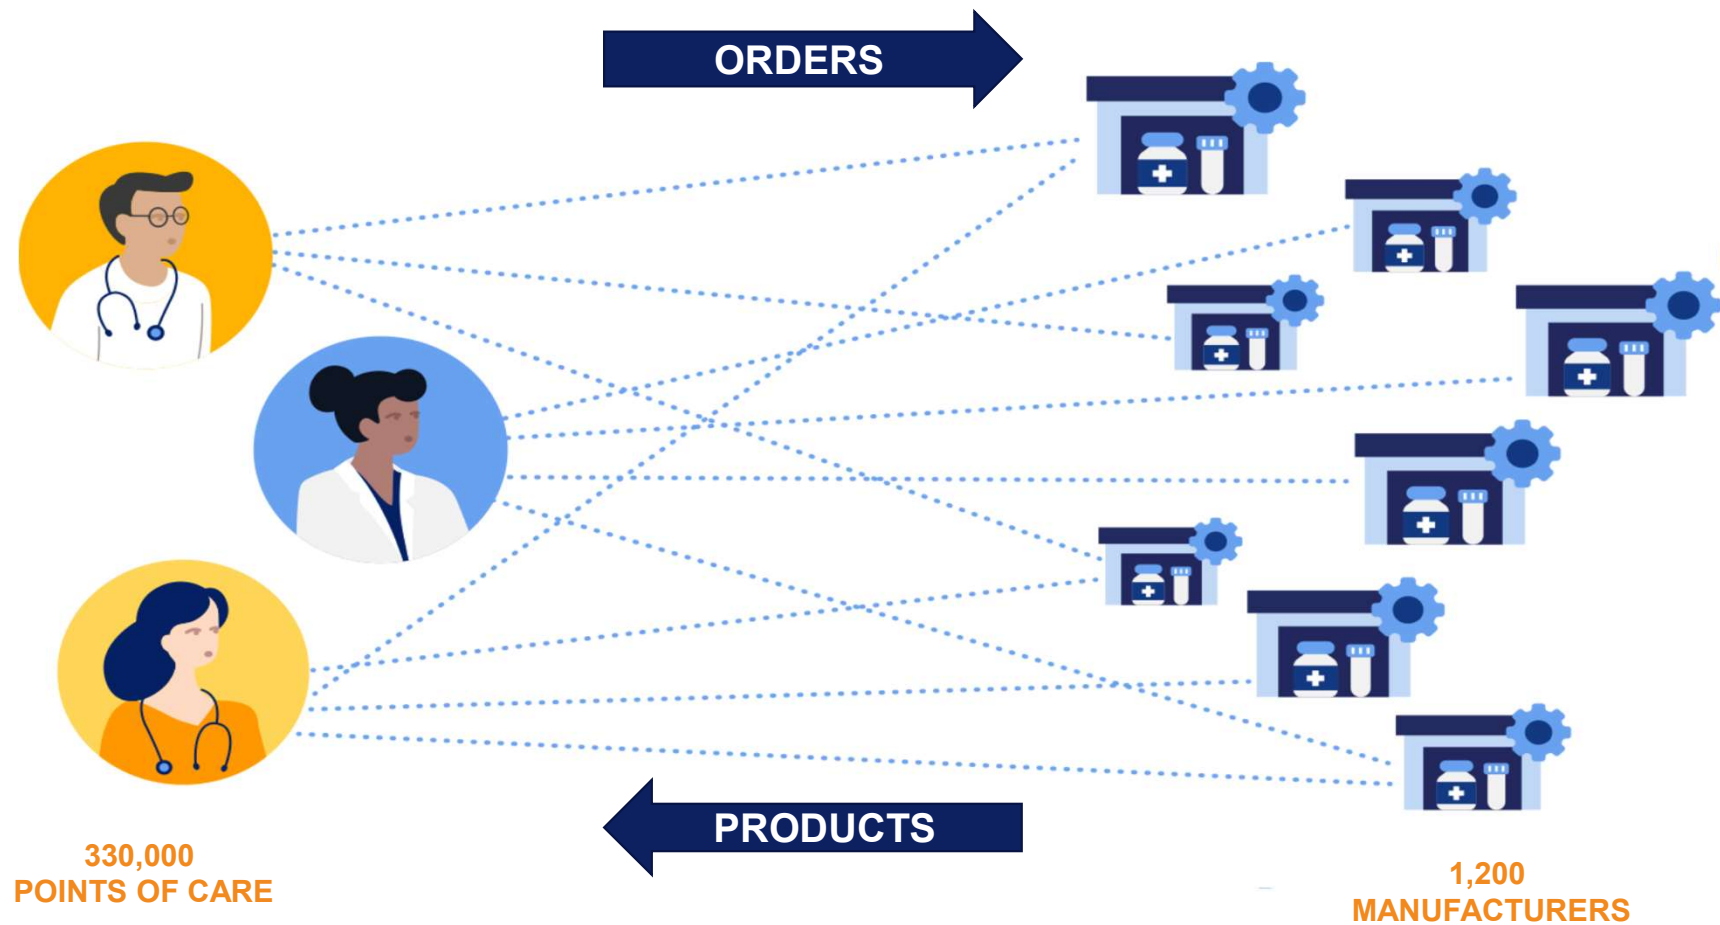 ORDERS
PRODUCTS
330,000
POINTS OF CARE
1,200
MANUFACTURERS